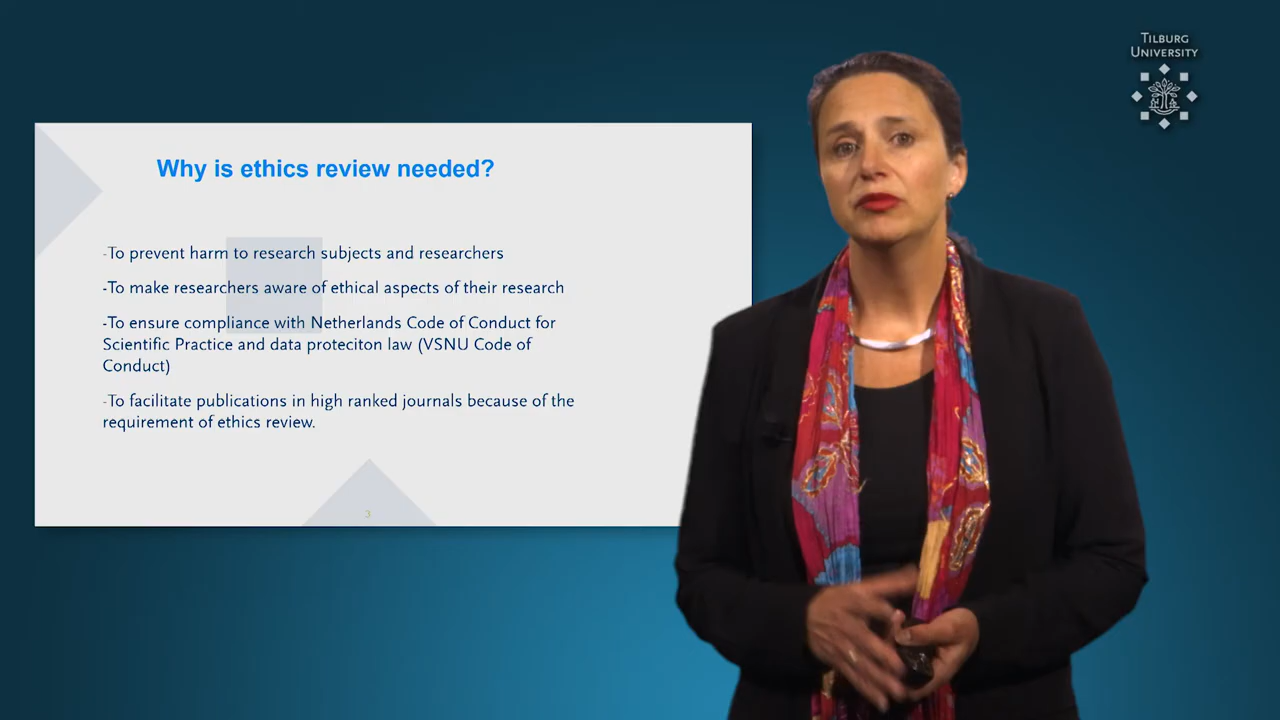 TILBURG
UNIVERSITY
Why is ethics review needed?
-To prevent harm to research subjects and researchers
-To make researchers aware of ethical aspects of their research
-To ensure compliance with Netherlands Code of Conduct for
Scientific Practice and data proteciton law (VSNU Code of
Conduct)
-To facilitate publications in high ranked journals because of the
requirement of ethics review.
3